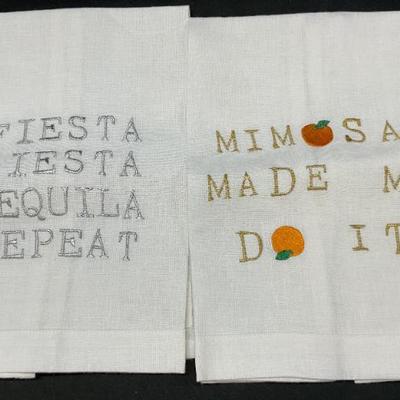 FIESTA
IESTA
EQUILA
EPEAT
MIMOSA
MADE M
DO IT